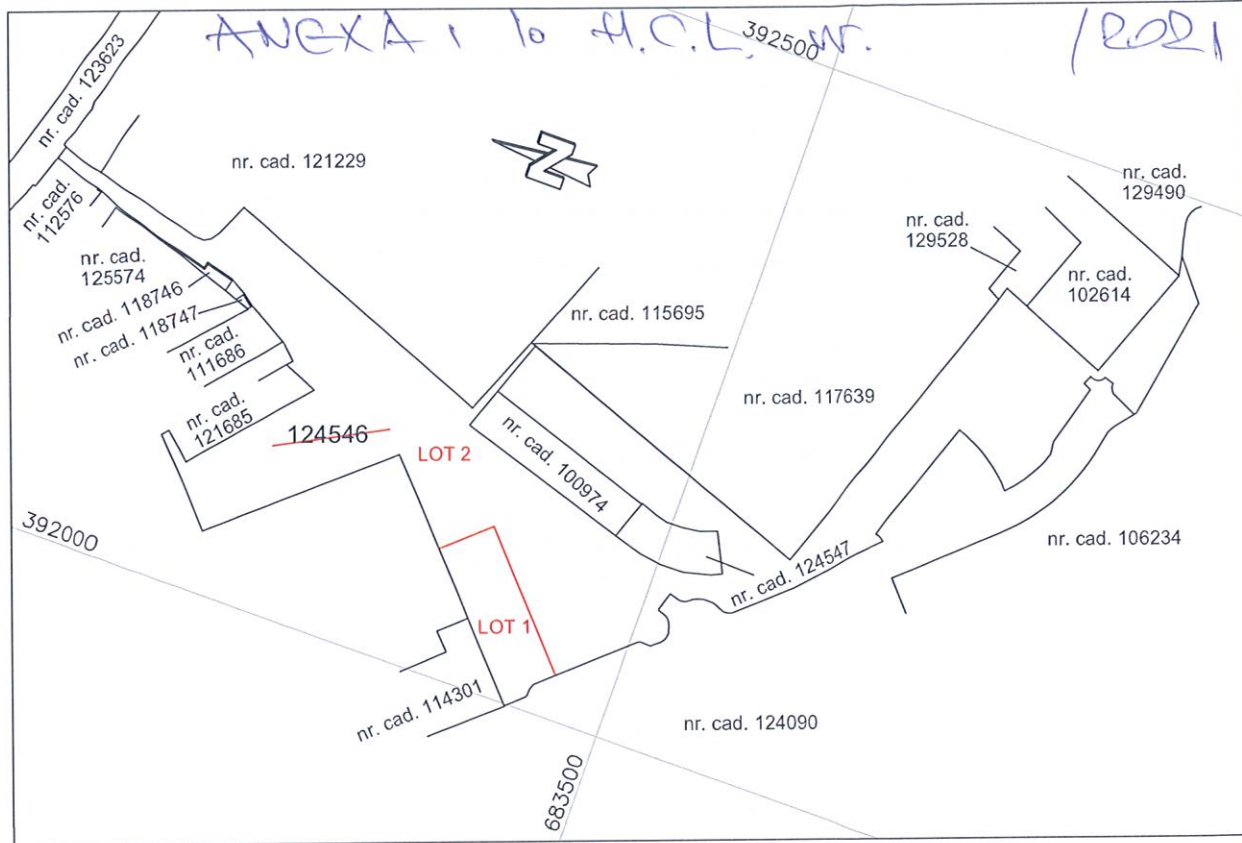 ANEXA 1 la H.C.L. nr. /2021
392500
nr. cad. 123623
nr. cad. 121229
N
nr. cad.
129490
nr. cad.
112576
nr. cad.
129528
nr. cad.
125574
nr. cad.
102614
nr. cad. 118746
nr. cad. 118747
nr. cad. 115695
nr. cad.
111686
nr. cad. 117639
nr. cad.
121685
124546
LOT 2
nr. cad. 100974
392000
nr. cad. 106234
nr. cad. 124547
LOT 1
nr. cad. 114301
nr. cad. 124090
683500